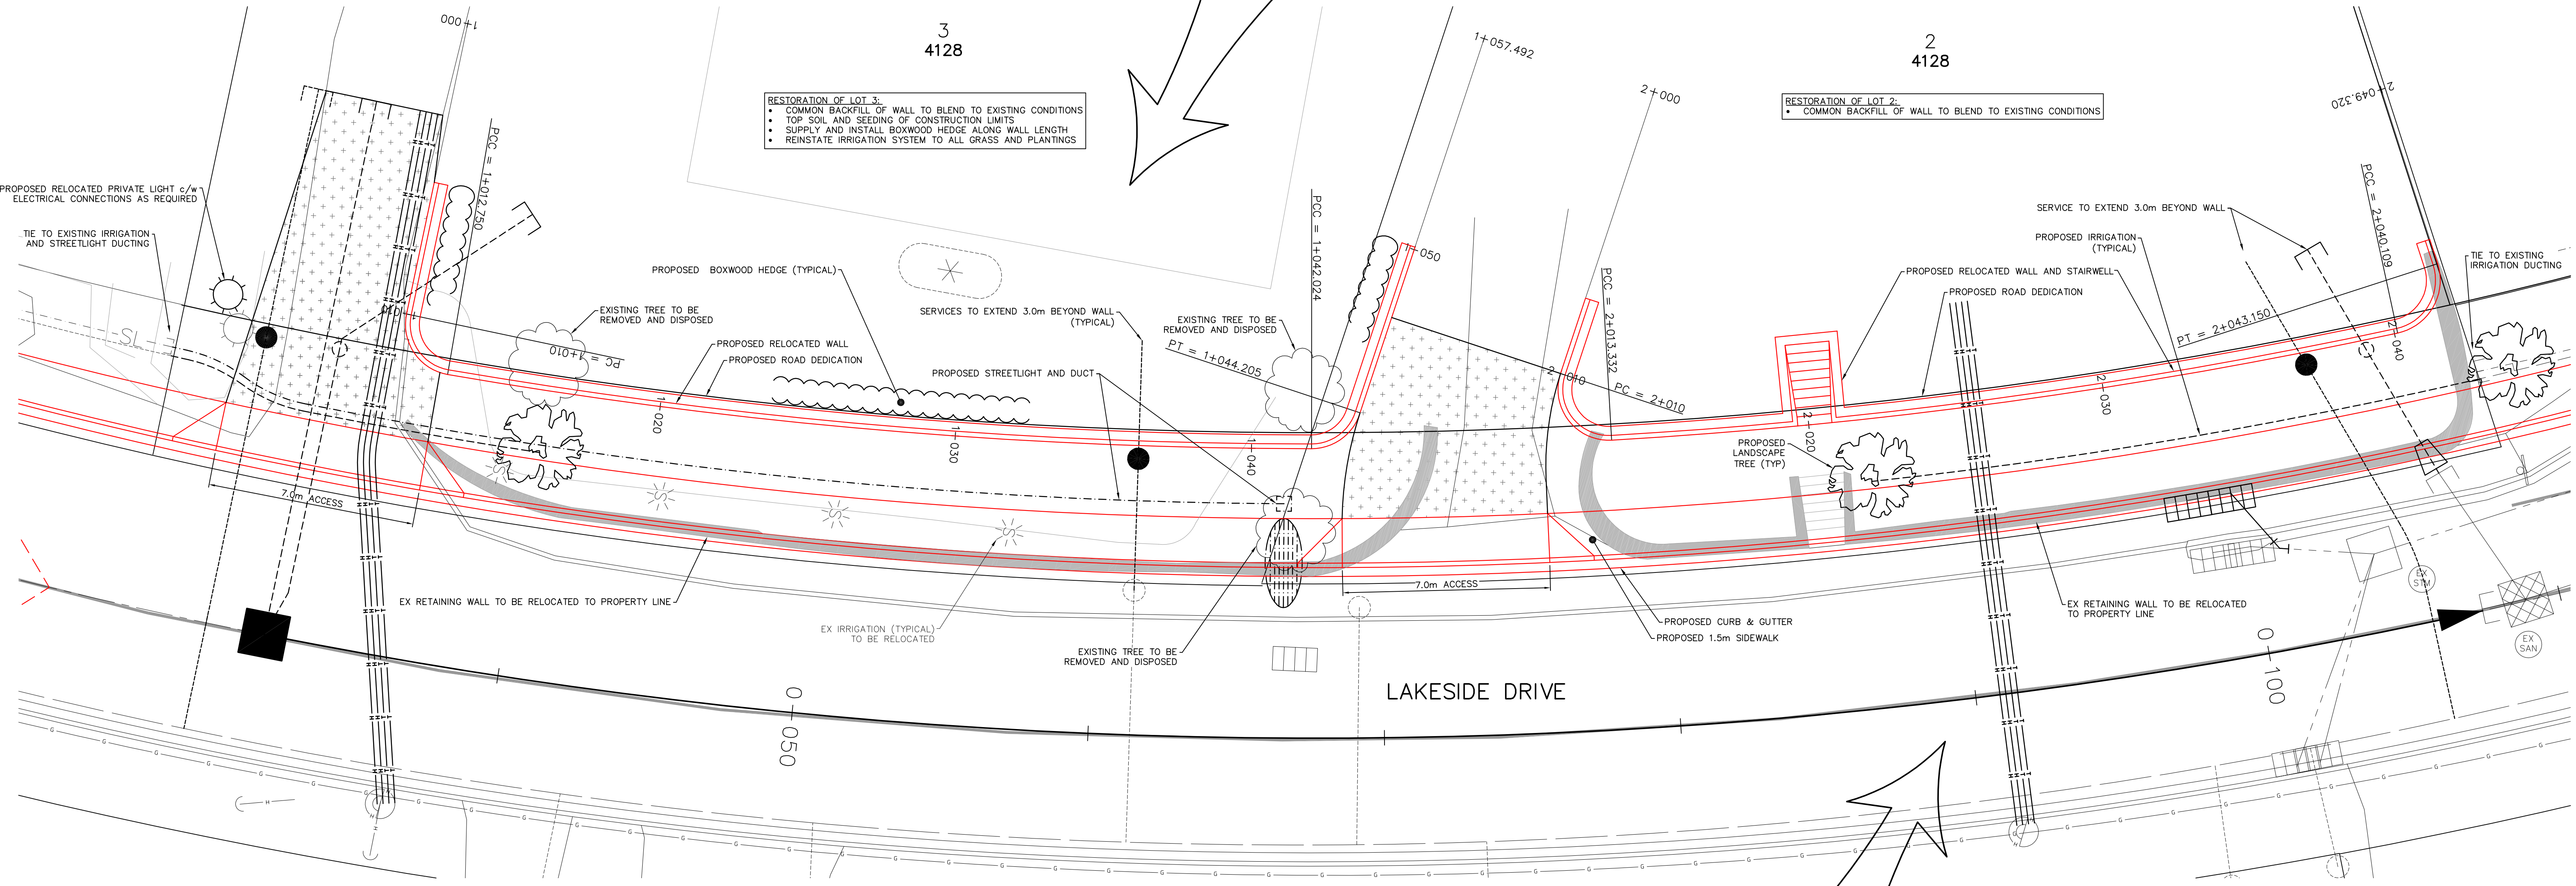 1+000
3
4128
RESTORATION OF LOT 3:
• COMMON BACKFILL OF WALL TO BLEND TO EXISTING CONDITIONS
• TOP SOIL AND SEEDING OF CONSTRUCTION LIMITS
• SUPPLY AND INSTALL BOXWOOD HEDGE ALONG WALL LENGTH
• REINSTATE IRRIGATION SYSTEM TO ALL GRASS AND PLANTINGS
1+057.492
2+000
2
4128
RESTORATION OF LOT 2:
• COMMON BACKFILL OF WALL TO BLEND TO EXISTING CONDITIONS
2+049.320
PCC = 1+012.750
PROPOSED RELOCATED PRIVATE LIGHT c/w
ELECTRICAL CONNECTIONS AS REQUIRED
TIE TO EXISTING IRRIGATION
AND STREETLIGHT DUCTING
PROPOSED BOXWOOD HEDGE (TYPICAL)
EXISTING TREE TO BE
REMOVED AND DISPOSED
PROPOSED RELOCATED WALL
PROPOSED ROAD DEDICATION
PC = 1+010
SERVICES TO EXTEND 3.0m BEYOND WALL
(TYPICAL)
PROPOSED STREETLIGHT AND DUCT
EXISTING TREE TO BE
REMOVED AND DISPOSED
PCC = 1+042.024
PT = 1+044.205
1+050
PCC = 2+013.332
2+010
PC = 2+010
SERVICE TO EXTEND 3.0m BEYOND WALL
PROPOSED IRRIGATION
(TYPICAL)
PROPOSED RELOCATED WALL AND STAIRWELL
PROPOSED ROAD DEDICATION
PCC = 2+040.109
PT = 2+043.150
2+040
TIE TO EXISTING
IRRIGATION DUCTING
1+020
1+030
1+040
2+020
2+030
PROPOSED
LANDSCAPE
TREE (TYP)
7.0m ACCESS
EX RETAINING WALL TO BE RELOCATED TO PROPERTY LINE
EX IRRIGATION (TYPICAL)
TO BE RELOCATED
EXISTING TREE TO BE
REMOVED AND DISPOSED
7.0m ACCESS
PROPOSED CURB & GUTTER
PROPOSED 1.5m SIDEWALK
EX RETAINING WALL TO BE RELOCATED
TO PROPERTY LINE
EX
STM
EX
SAN
LAKESIDE DRIVE
0+050
0+100